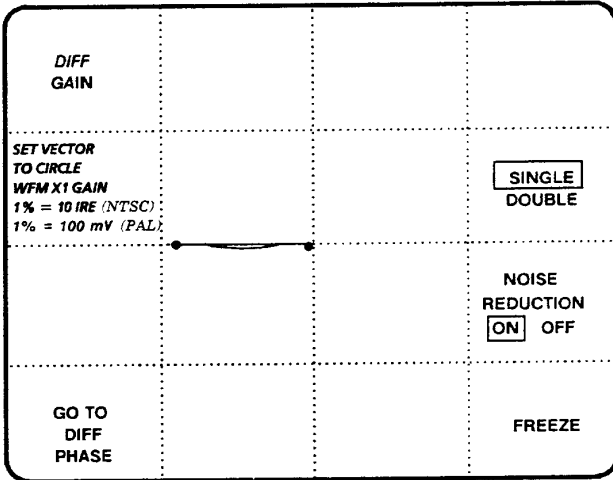 DIFF
GAIN
SET VECTOR
TO CIRCLE
WFM X1 GAIN
1% = 10 IRE (NTSC)
1% = 100 mV (PAL)
SINGLE
DOUBLE
NOISE
REDUCTION
ON OFF
GO TO
DIFF
PHASE
FREEZE